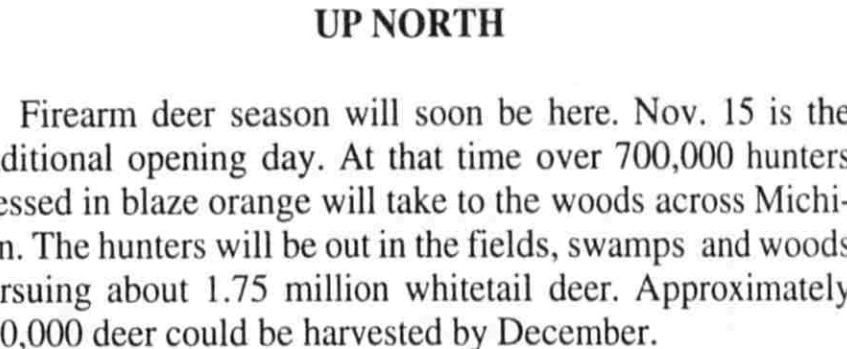 UP NORTH
Firearm deer season will soon be here. Nov. 15 is the
ditional opening day. At that time over 700,000 hunters
essed in blaze orange will take to the woods across Michi-
n. The hunters will be out in the fields, swamps and woods
rsuing about 1.75 million whitetail deer. Approximately
0,000 deer could be harvested by December.